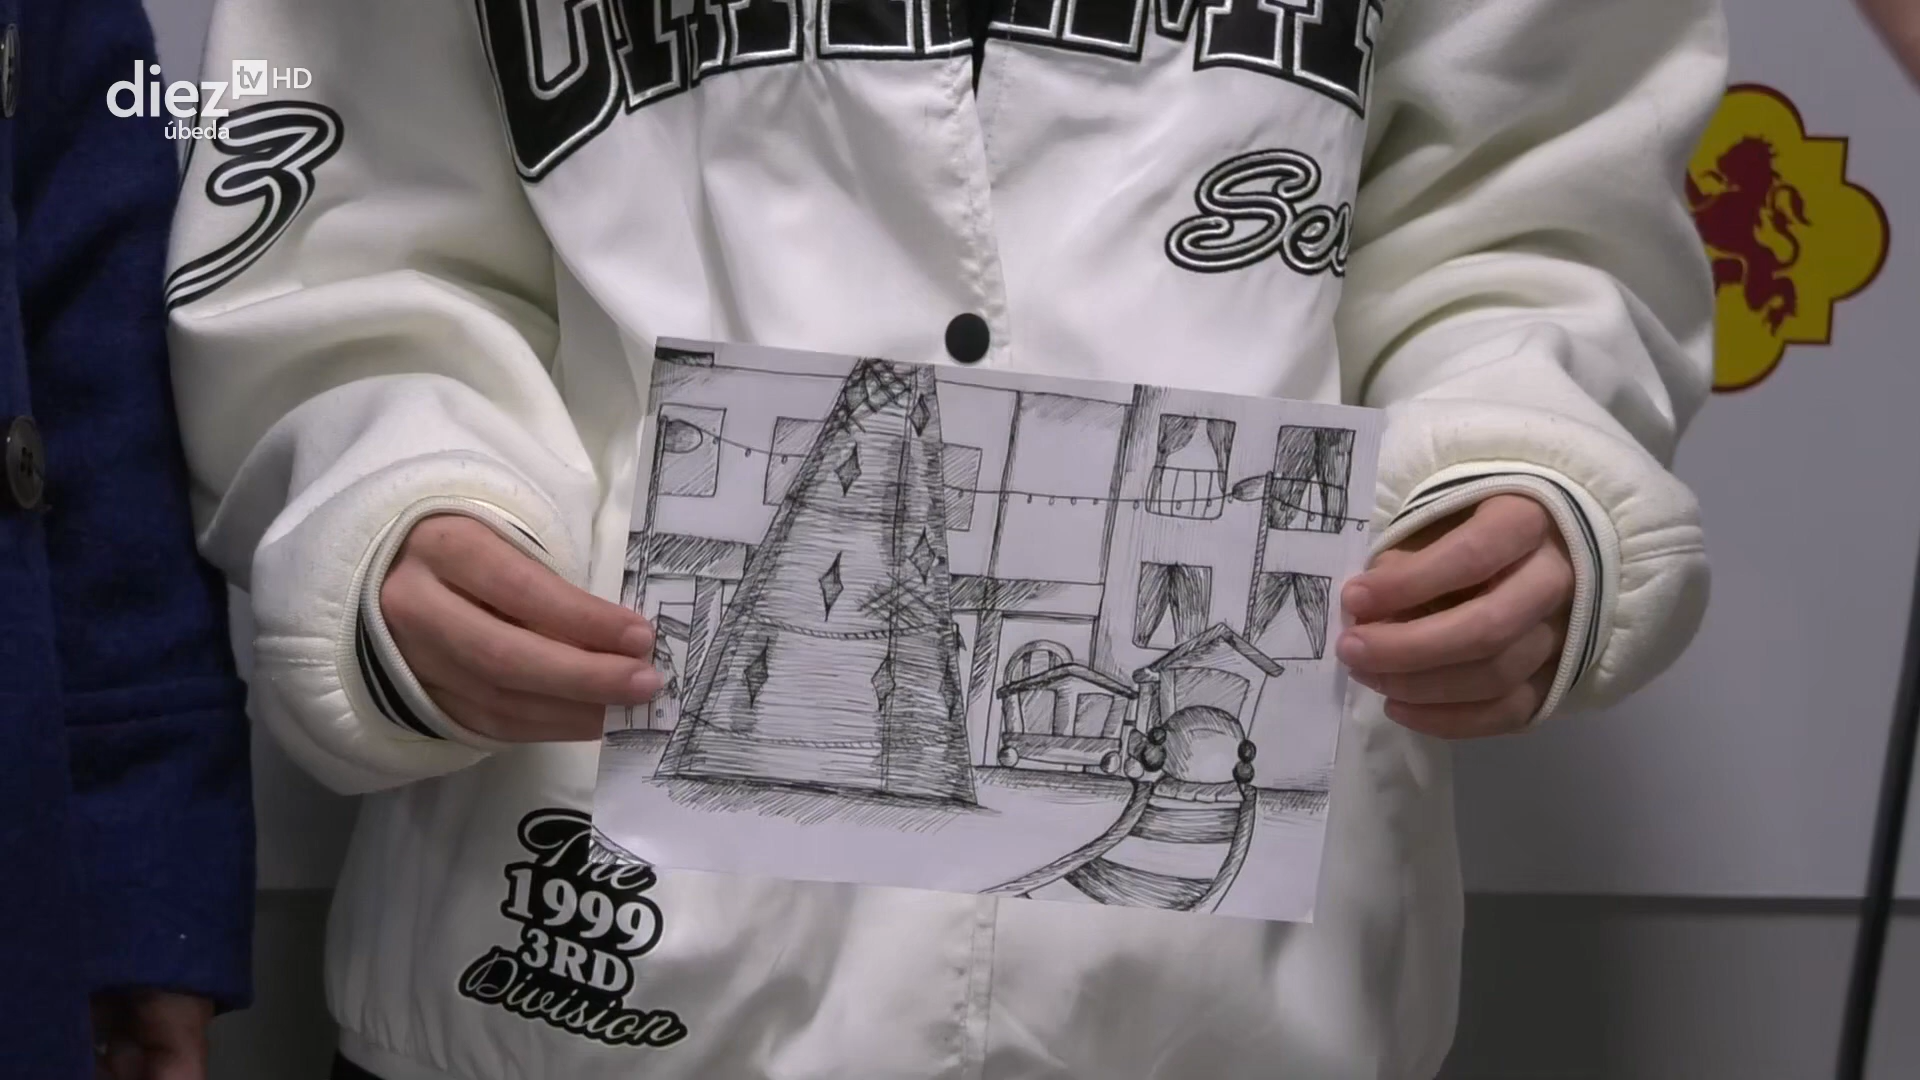 diez tv HD
úbeda
3
Se
The
1999
3RD
Division